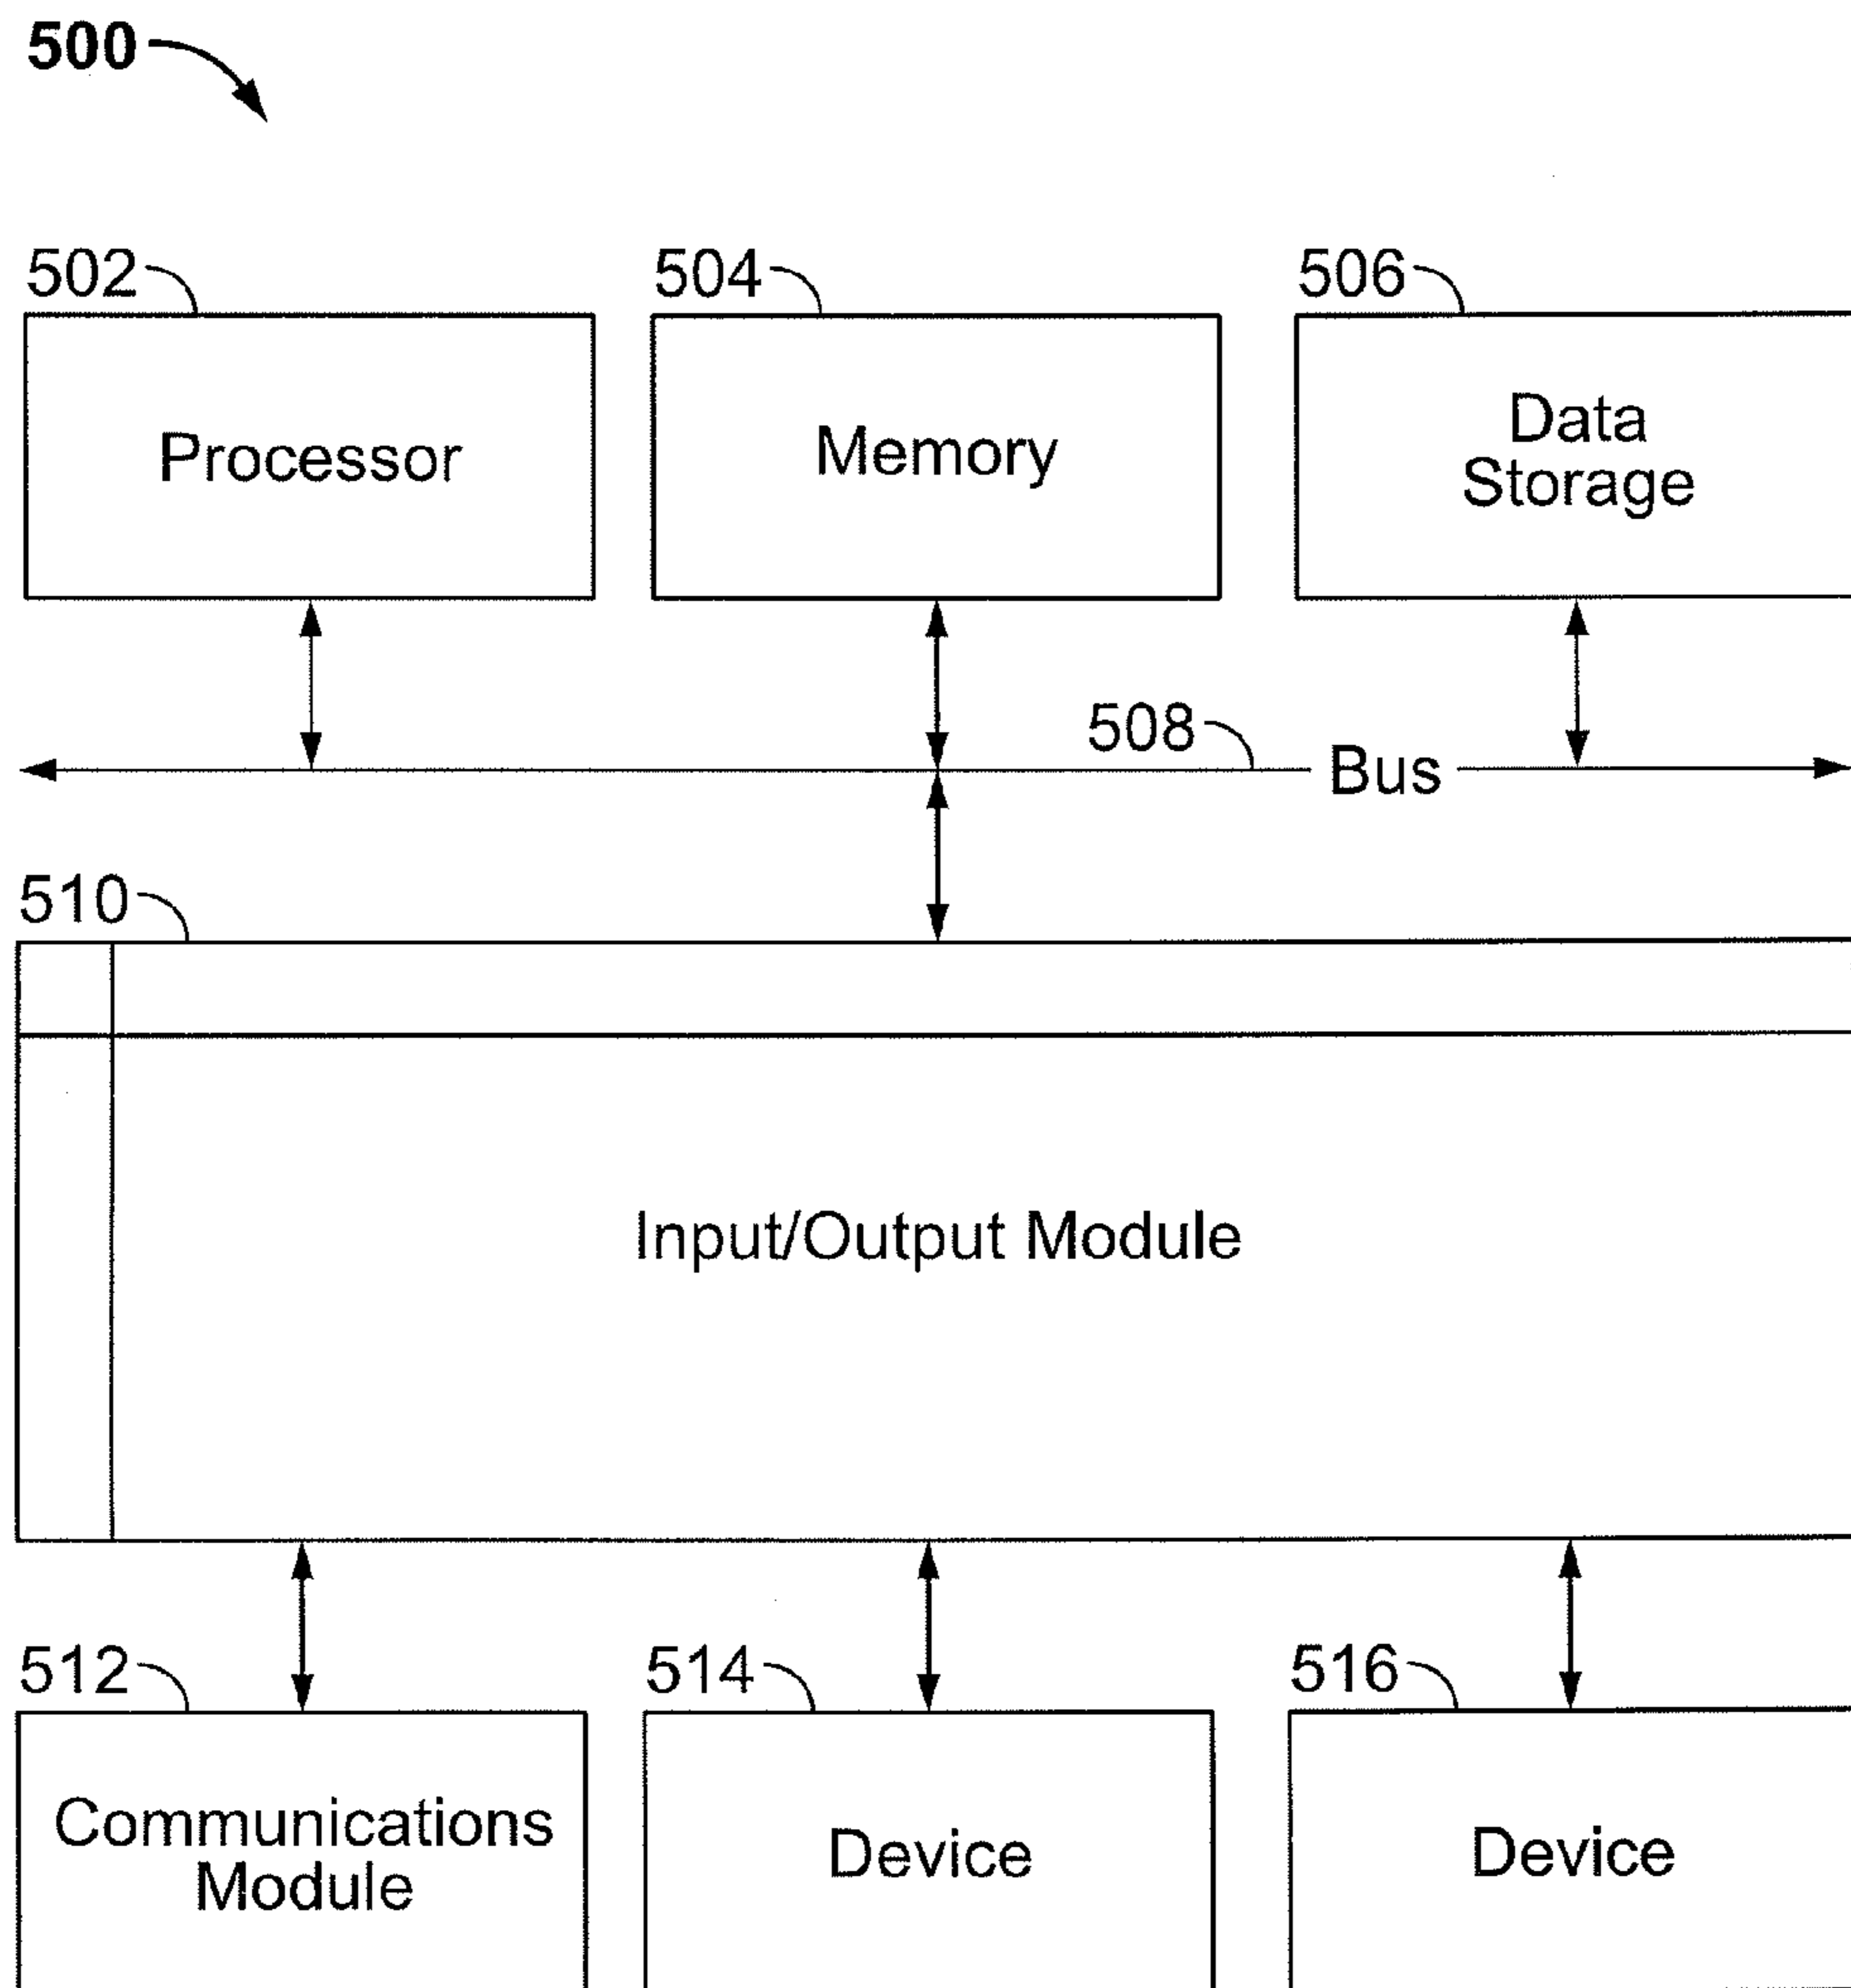 500
502
504
506
Processor
Memory
Data
Storage
508
Bus
510
Input/Output Module
512
514
516
Communications
Module
Device
Device